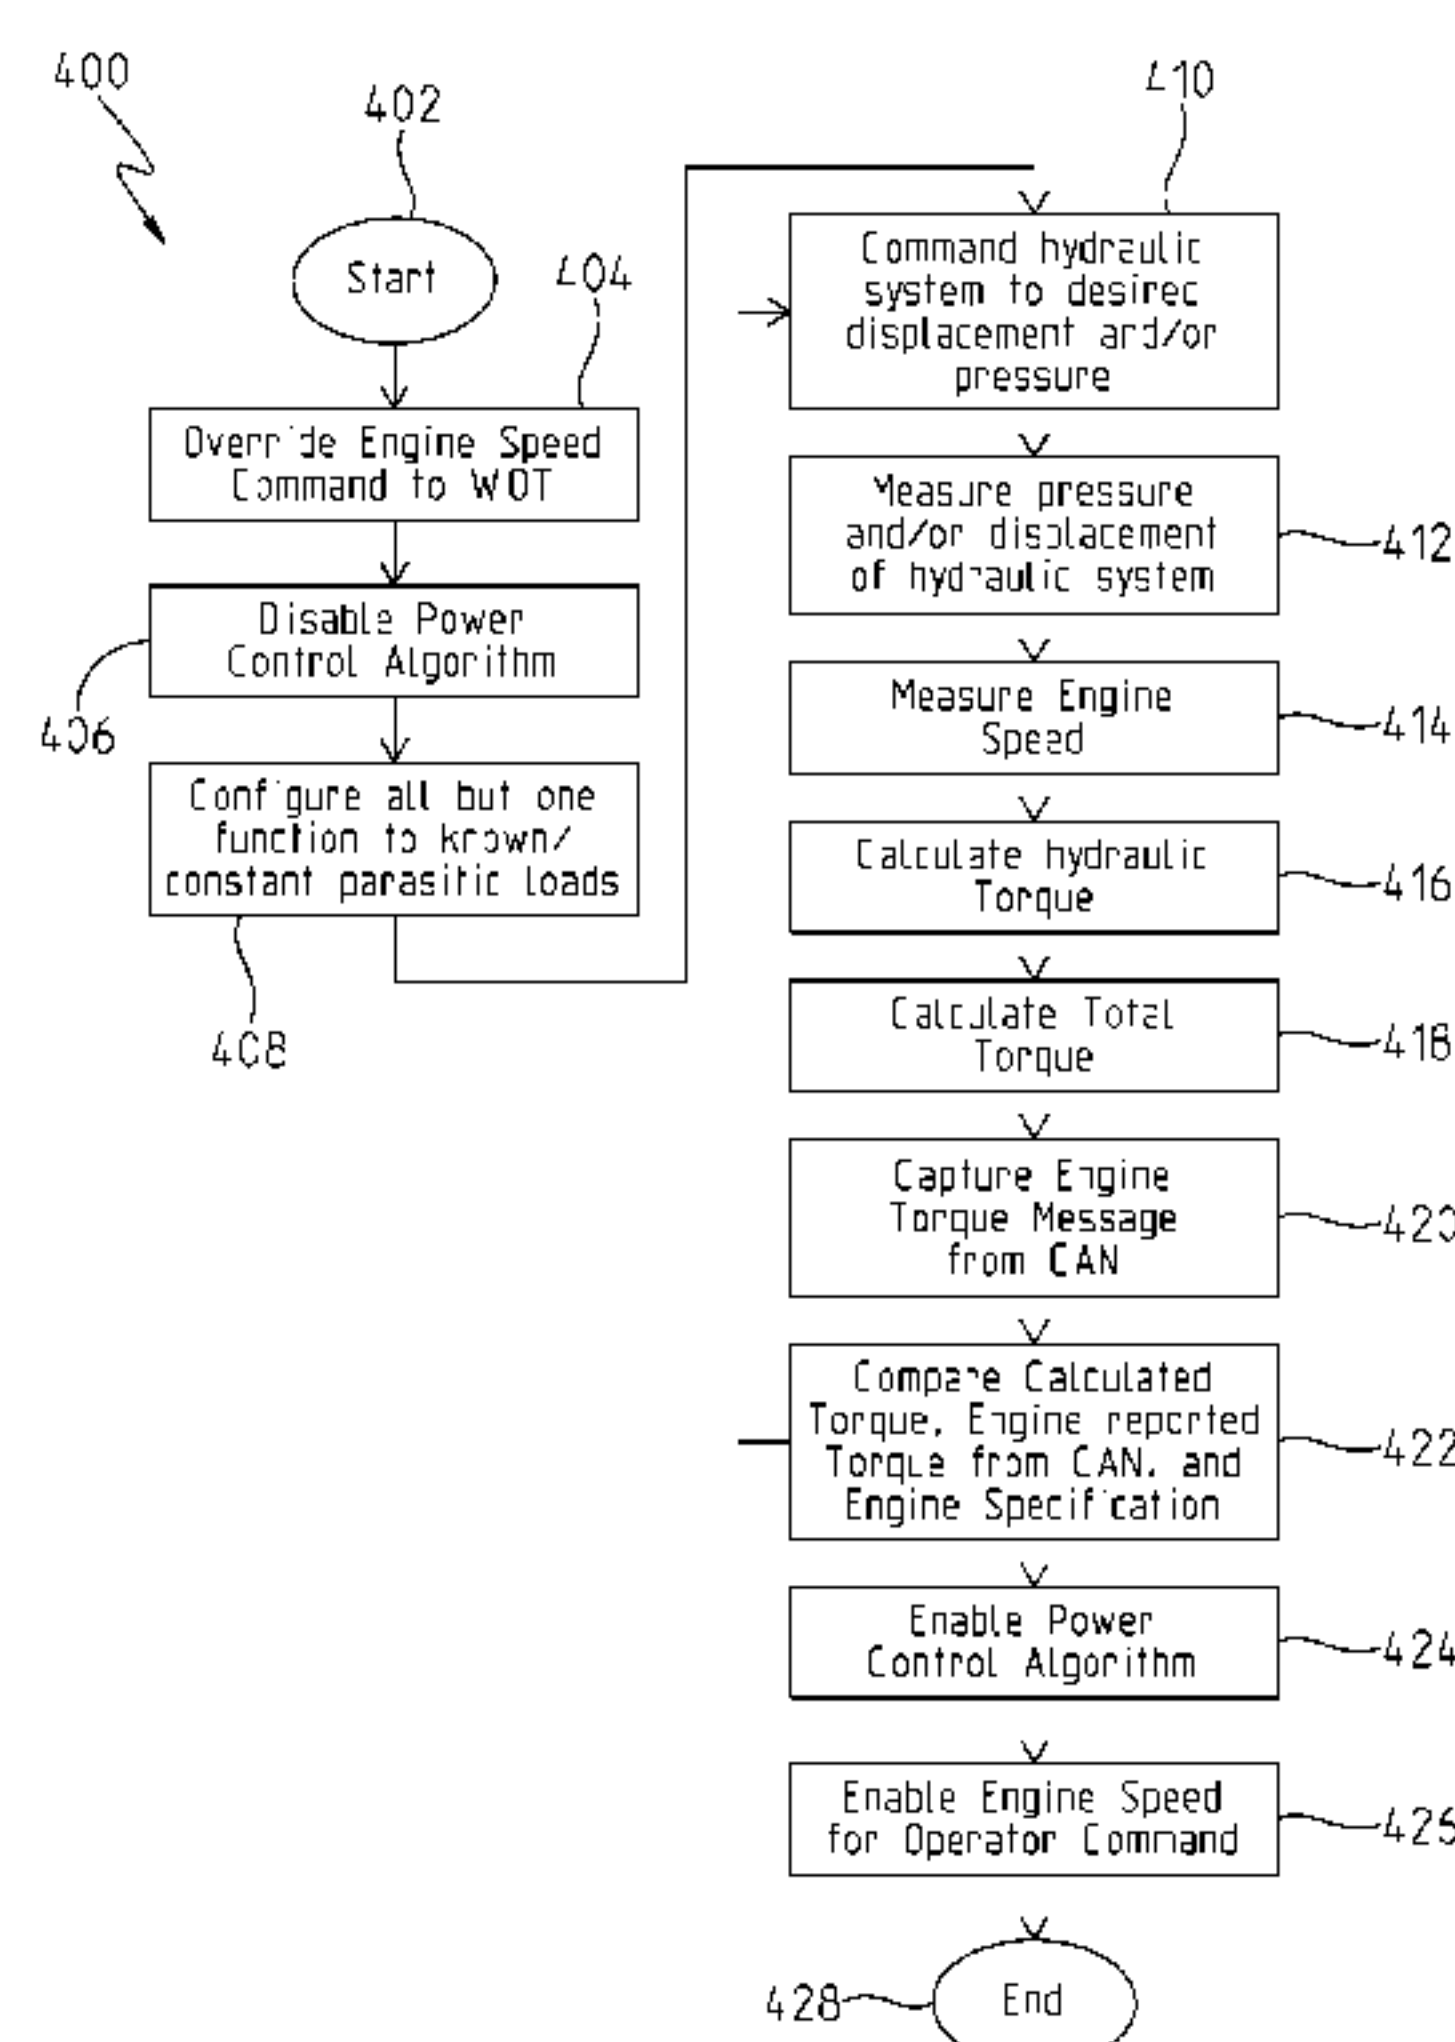 400
402
Start
404
Override Engine Speed
Command to WOT
Disable Power
Control Algorithm
406
Configure all but one
function to known/
constant parasitic loads
408
410
Command hydraulic
system to desired
displacement and/or
pressure
Measure pressure
and/or displacement
of hydraulic system
412
Measure Engine
Speed
414
Calculate hydraulic
Torque
416
Calculate Total
Torque
418
Capture Engine
Torque Message
from CAN
420
Compare Calculated
Torque, Engine reported
Torque from CAN, and
Engine Specification
422
Enable Power
Control Algorithm
424
Enable Engine Speed
for Operator Command
426
End
428